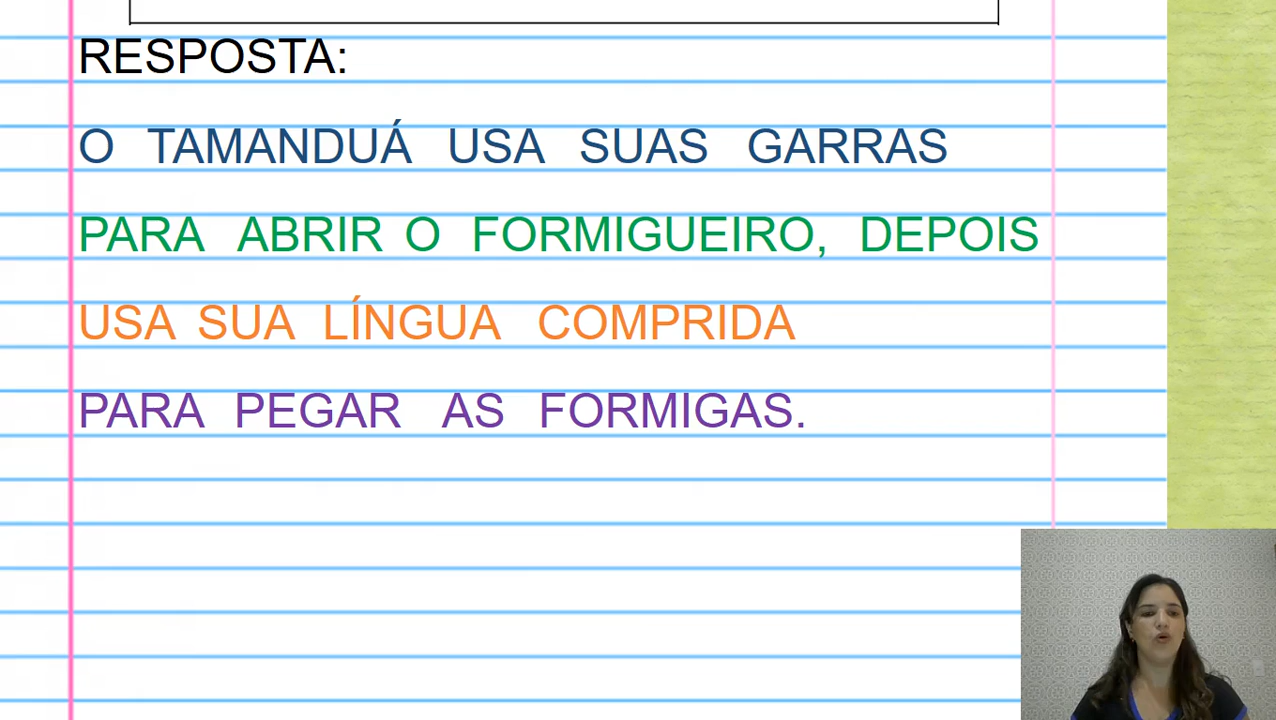 RESPOSTA:
O TAMANDUÁ USA SUAS GARRAS
PARA ABRIR O FORMIGUEIRO, DEPOIS
USA SUA LÍNGUA COMPRIDA
PARA PEGAR AS FORMIGAS.